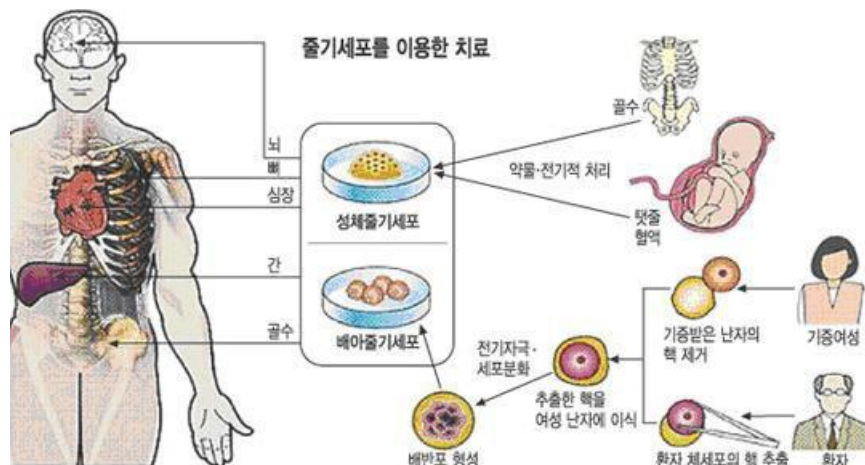 줄기세포를 이용한 치료
뇌
뼈
심장
간
골수
성체줄기세포
배아줄기세포
골수
약물·전기적 처리
탯줄
혈액
기증받은 난자의
핵 제거
기증여성
전기자극·
세포분화
추출한 핵을
여성 난자에 이식
배반포 형성
환자 체세포의 핵 추출
환자